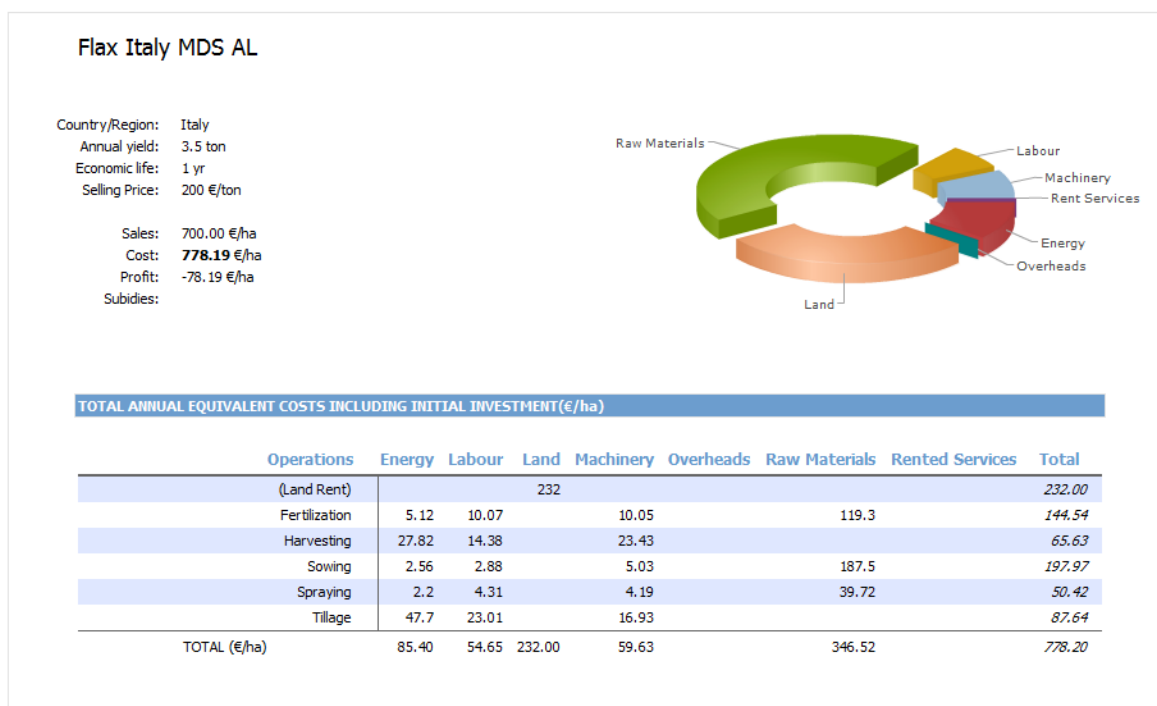 Flax Italy MDS AL
Country/Region: Italy
Annual yield: 3.5 ton
Economic life: 1 yr
Selling Price: 200 €/ton
Sales: 700.00 €/ha
Cost: 778.19 €/ha
Profit: -78.19 €/ha
Subidies:
Raw Materials
Labour
Machinery
Rent Services
Energy
Overheads
Land
TOTAL ANNUAL EQUIVALENT COSTS INCLUDING INITIAL INVESTMENT(€/ha)
Operations Energy Labour Land Machinery Overheads Raw Materials Rented Services Total
(Land Rent) 232 232.00
Fertilization 5.12 10.07 10.05 119.3 144.54
Harvesting 27.82 14.38 23.43 65.63
Sowing 2.56 2.88 5.03 187.5 197.97
Spraying 2.2 4.31 4.19 39.72 50.42
Tillage 47.7 23.01 16.93 87.64
TOTAL (€/ha) 85.40 54.65 232.00 59.63 346.52 778.20